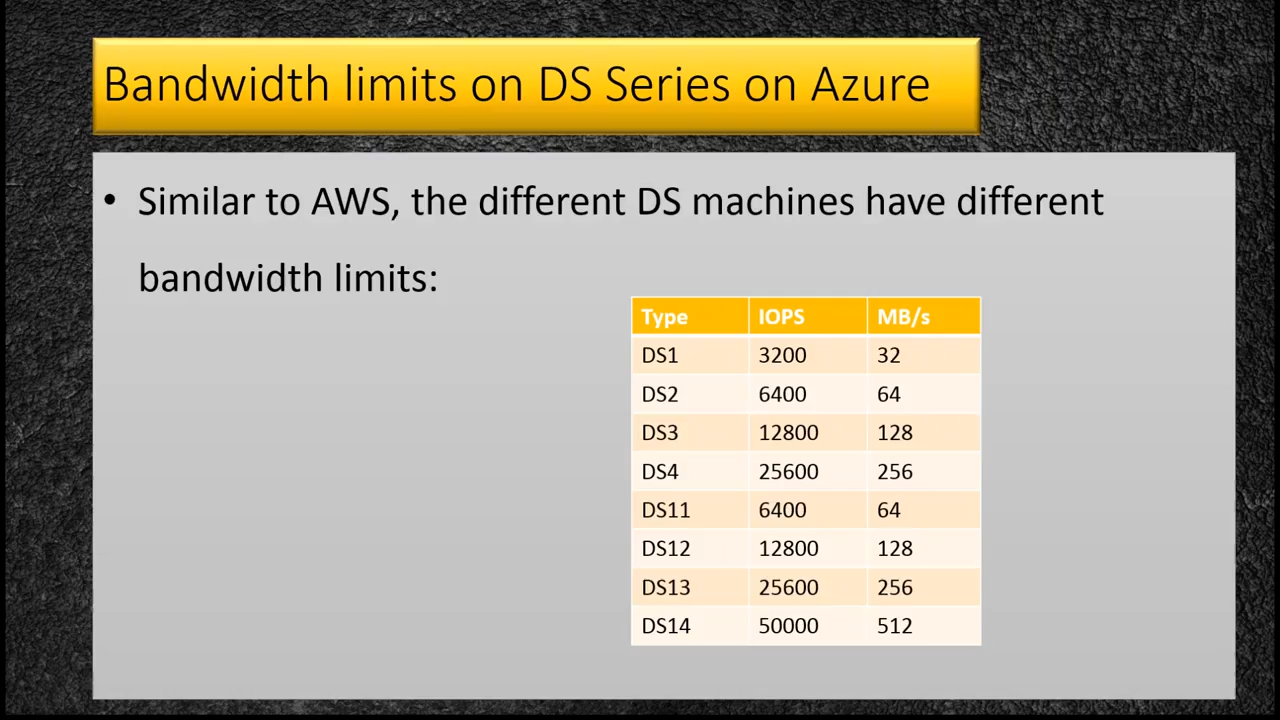 Bandwidth limits on DS Series on Azure
• Similar to AWS, the different DS machines have different
bandwidth limits:
Type IOPS MB/s
DS1 3200 32
DS2 6400 64
DS3 12800 128
DS4 25600 256
DS11 6400 64
DS12 12800 128
DS13 25600 256
DS14 50000 512